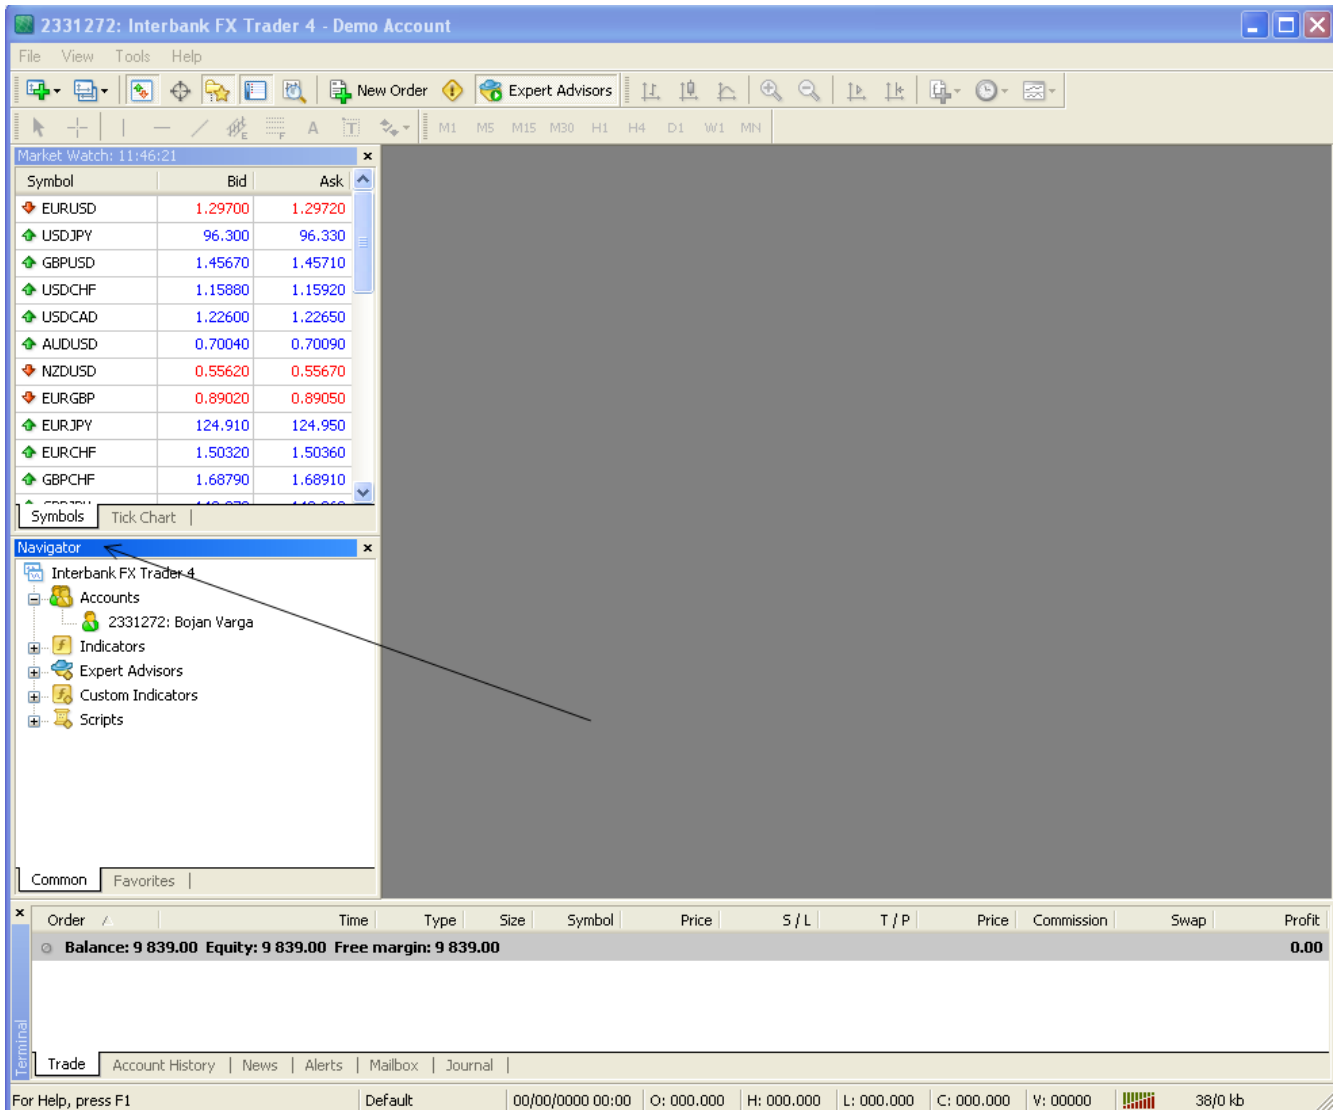 2331272: Interbank FX Trader 4 - Demo Account
File View Tools Help
New Order Expert Advisors
E F A T M1 M5 M15 M30 H1 H4 D1 W1 MN
Market Watch: 11:46:21
Symbol Bid Ask
EURUSD 1.29700 1.29720
USDJPY 96.300 96.330
GBPUSD 1.45670 1.45710
USDCHF 1.15880 1.15920
USDCAD 1.22600 1.22650
AUDUSD 0.70040 0.70090
NZDUSD 0.55620 0.55670
EURGBP 0.89020 0.89050
EURJPY 124.910 124.950
EURCHF 1.50320 1.50360
GBPCHF 1.68790 1.68910
Symbols Tick Chart
Navigator
Interbank FX Trader 4
Accounts
2331272: Bojan Varga
Indicators
Expert Advisors
Custom Indicators
Scripts
Common Favorites
Order Time Type Size Symbol Price S / L T / P Price Commission Swap Profit
Balance: 9 839.00 Equity: 9 839.00 Free margin: 9 839.00 0.00
Terminal
Trade Account History News Alerts Mailbox Journal
For Help, press F1 Default 00/00/0000 00:00 O: 000.000 H: 000.000 L: 000.000 C: 000.000 V: 00000 38/0 kb